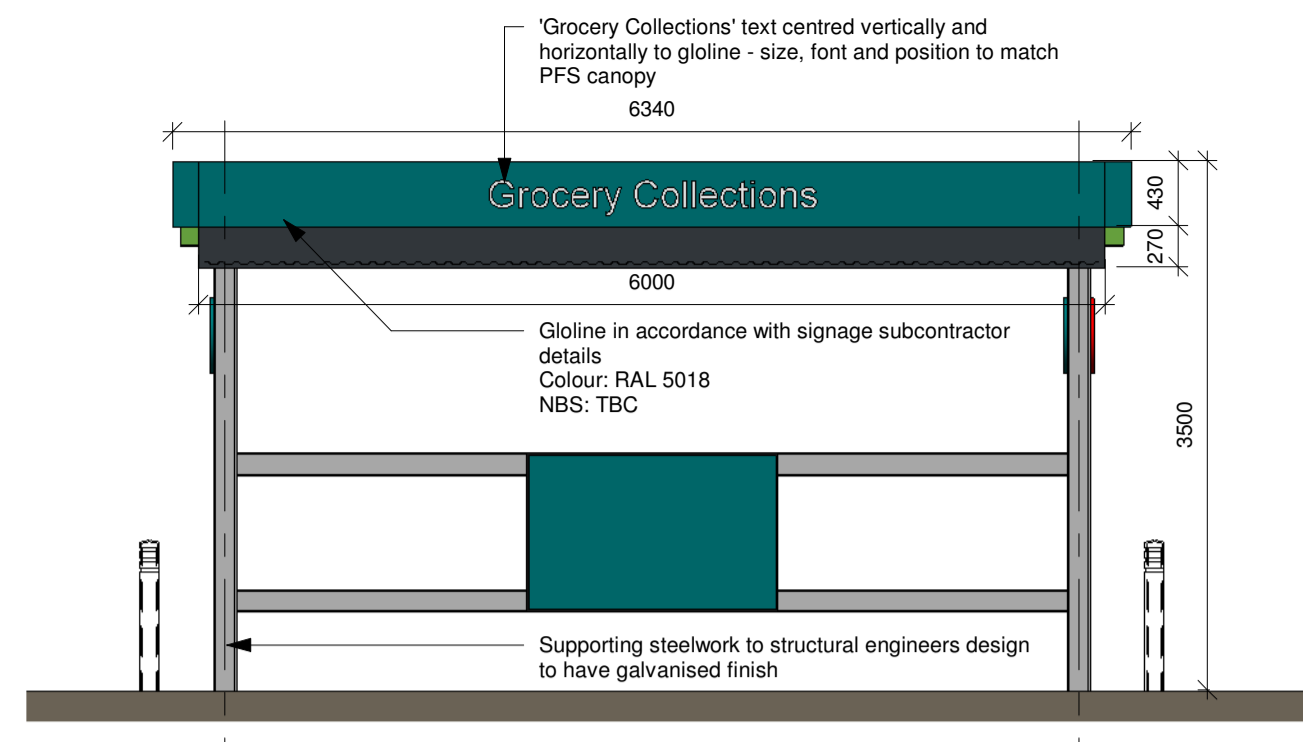 'Grocery Collections' text centred vertically and
horizontally to gloline - size, font and position to match
PFS canopy
6340
Grocery Collections
430
270
6000
Gloline in accordance with signage subcontractor
details
Colour: RAL 5018
NBS: TBC
3500
Supporting steelwork to structural engineers design
to have galvanised finish